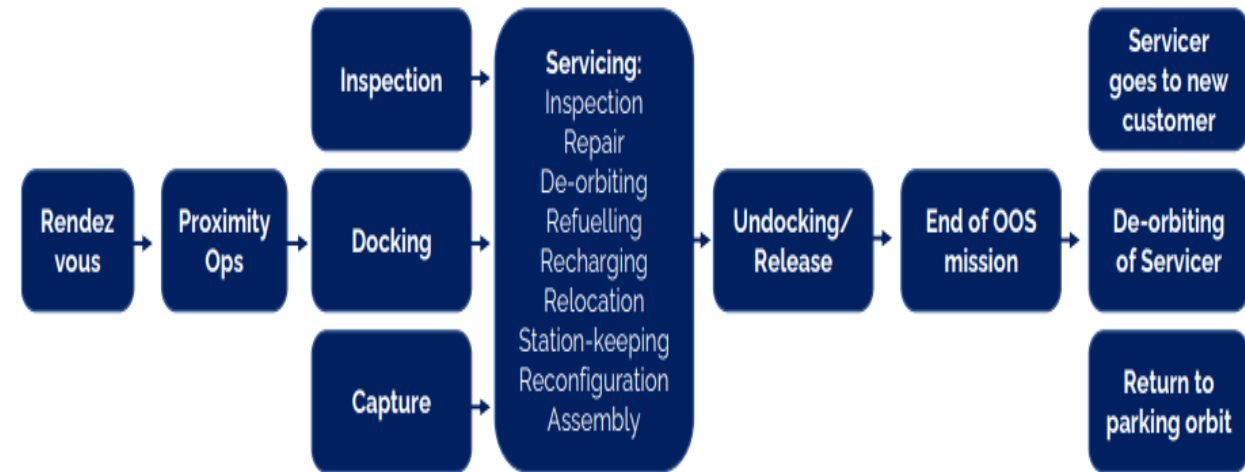 Rendez
vous
Proximity
Ops
Inspection
Docking
Capture
Servicing:
Inspection
Repair
De-orbiting
Refuelling
Recharging
Relocation
Station-keeping
Reconfiguration
Assembly
Undocking/
Release
End of OOS
mission
Servicer
goes to new
customer
De-orbiting
of Servicer
Return to
parking orbit